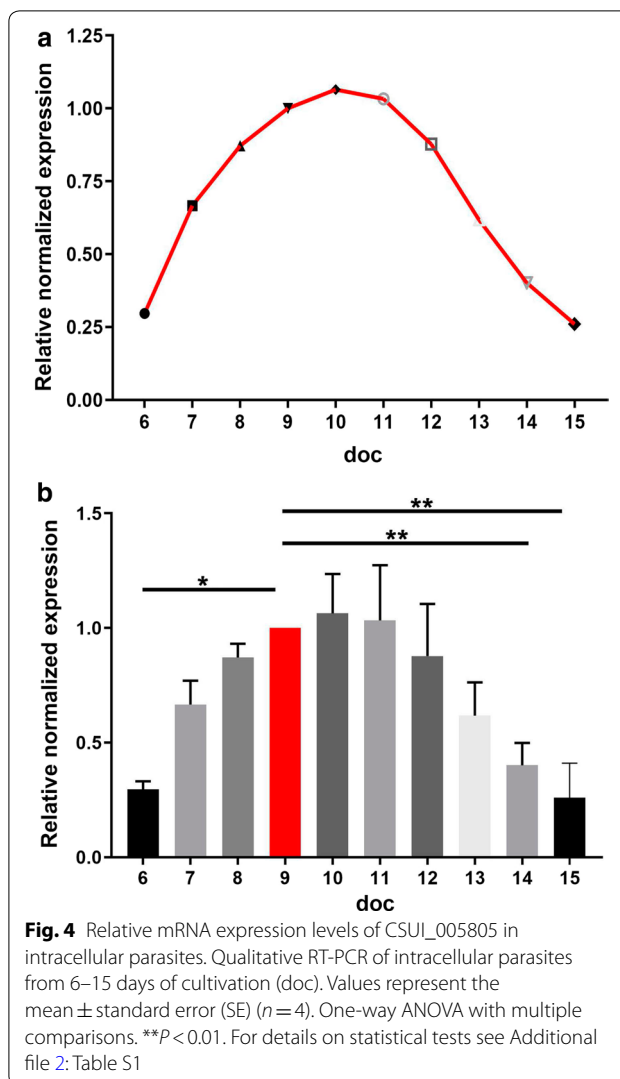 a
Relative normalized expression
1.25
1.00
0.75
0.50
0.25
0.00
6 7 8 9 10 11 12 13 14 15
doc
b
Relative normalized expression
1.5
1.0
0.5
0.0
**
**
*
6 7 8 9 10 11 12 13 14 15
doc
Fig. 4 Relative mRNA expression levels of CSUI_005805 in
intracellular parasites. Qualitative RT-PCR of intracellular parasites
from 6–15 days of cultivation (doc). Values represent the
mean ± standard error (SE) (n = 4). One-way ANOVA with multiple
comparisons. **P < 0.01. For details on statistical tests see Additional
file 2: Table S1